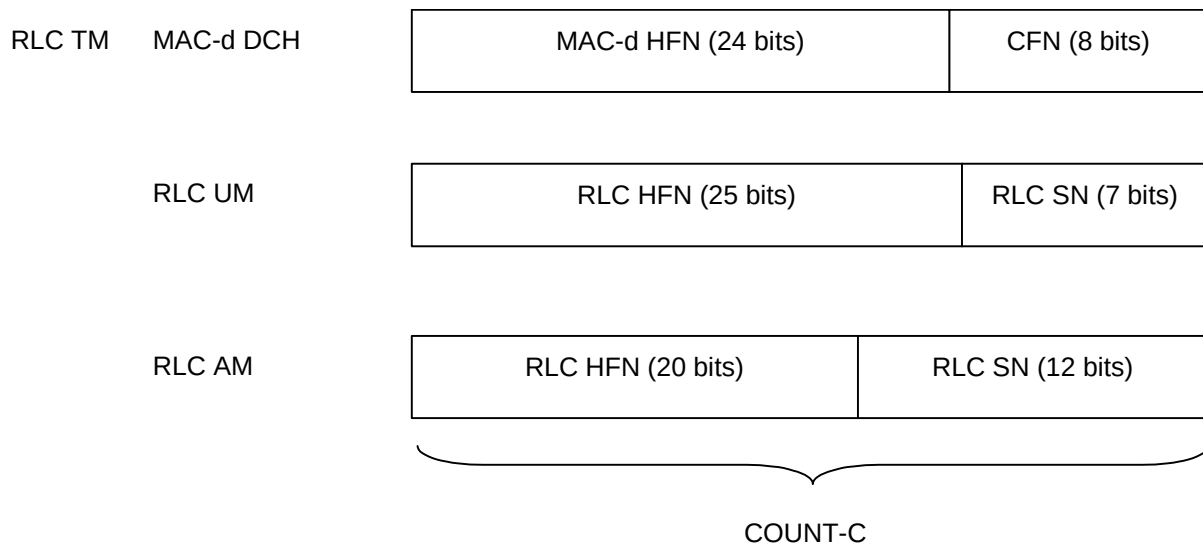 RLC TM MAC-d DCH MAC-d HFN (24 bits) CFN (8 bits)
RLC UM RLC HFN (25 bits) RLC SN (7 bits)
RLC AM RLC HFN (20 bits) RLC SN (12 bits)
COUNT-C